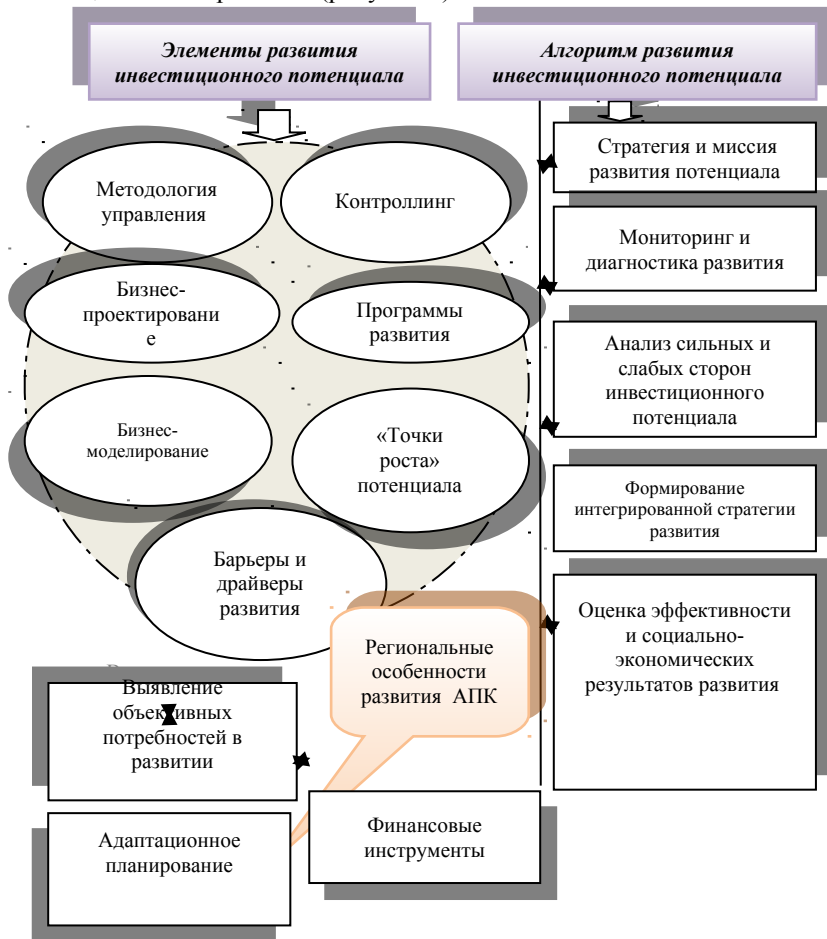 Элементы развития
инвестиционного потенциала
Алгоритм развития
инвестиционного потенциала
Методология
управления
Контроллинг
Бизнес-
проектировани
е
Программы
развития
Бизнес-
моделирование
«Точки
роста»
потенциала
Барьеры и
драйверы
развития
Стратегия и миссия
развития потенциала
Мониторинг и
диагностика развития
Анализ сильных и
слабых сторон
инвестиционного
потенциала
Формирование
интегрированной стратегии
развития
Оценка эффективности
и социально-
экономических
результатов развития
Региональные
особенности
развития АПК
Выявление
объективных
потребностей в
развитии
Адаптационное
планирование
Финансовые
инструменты